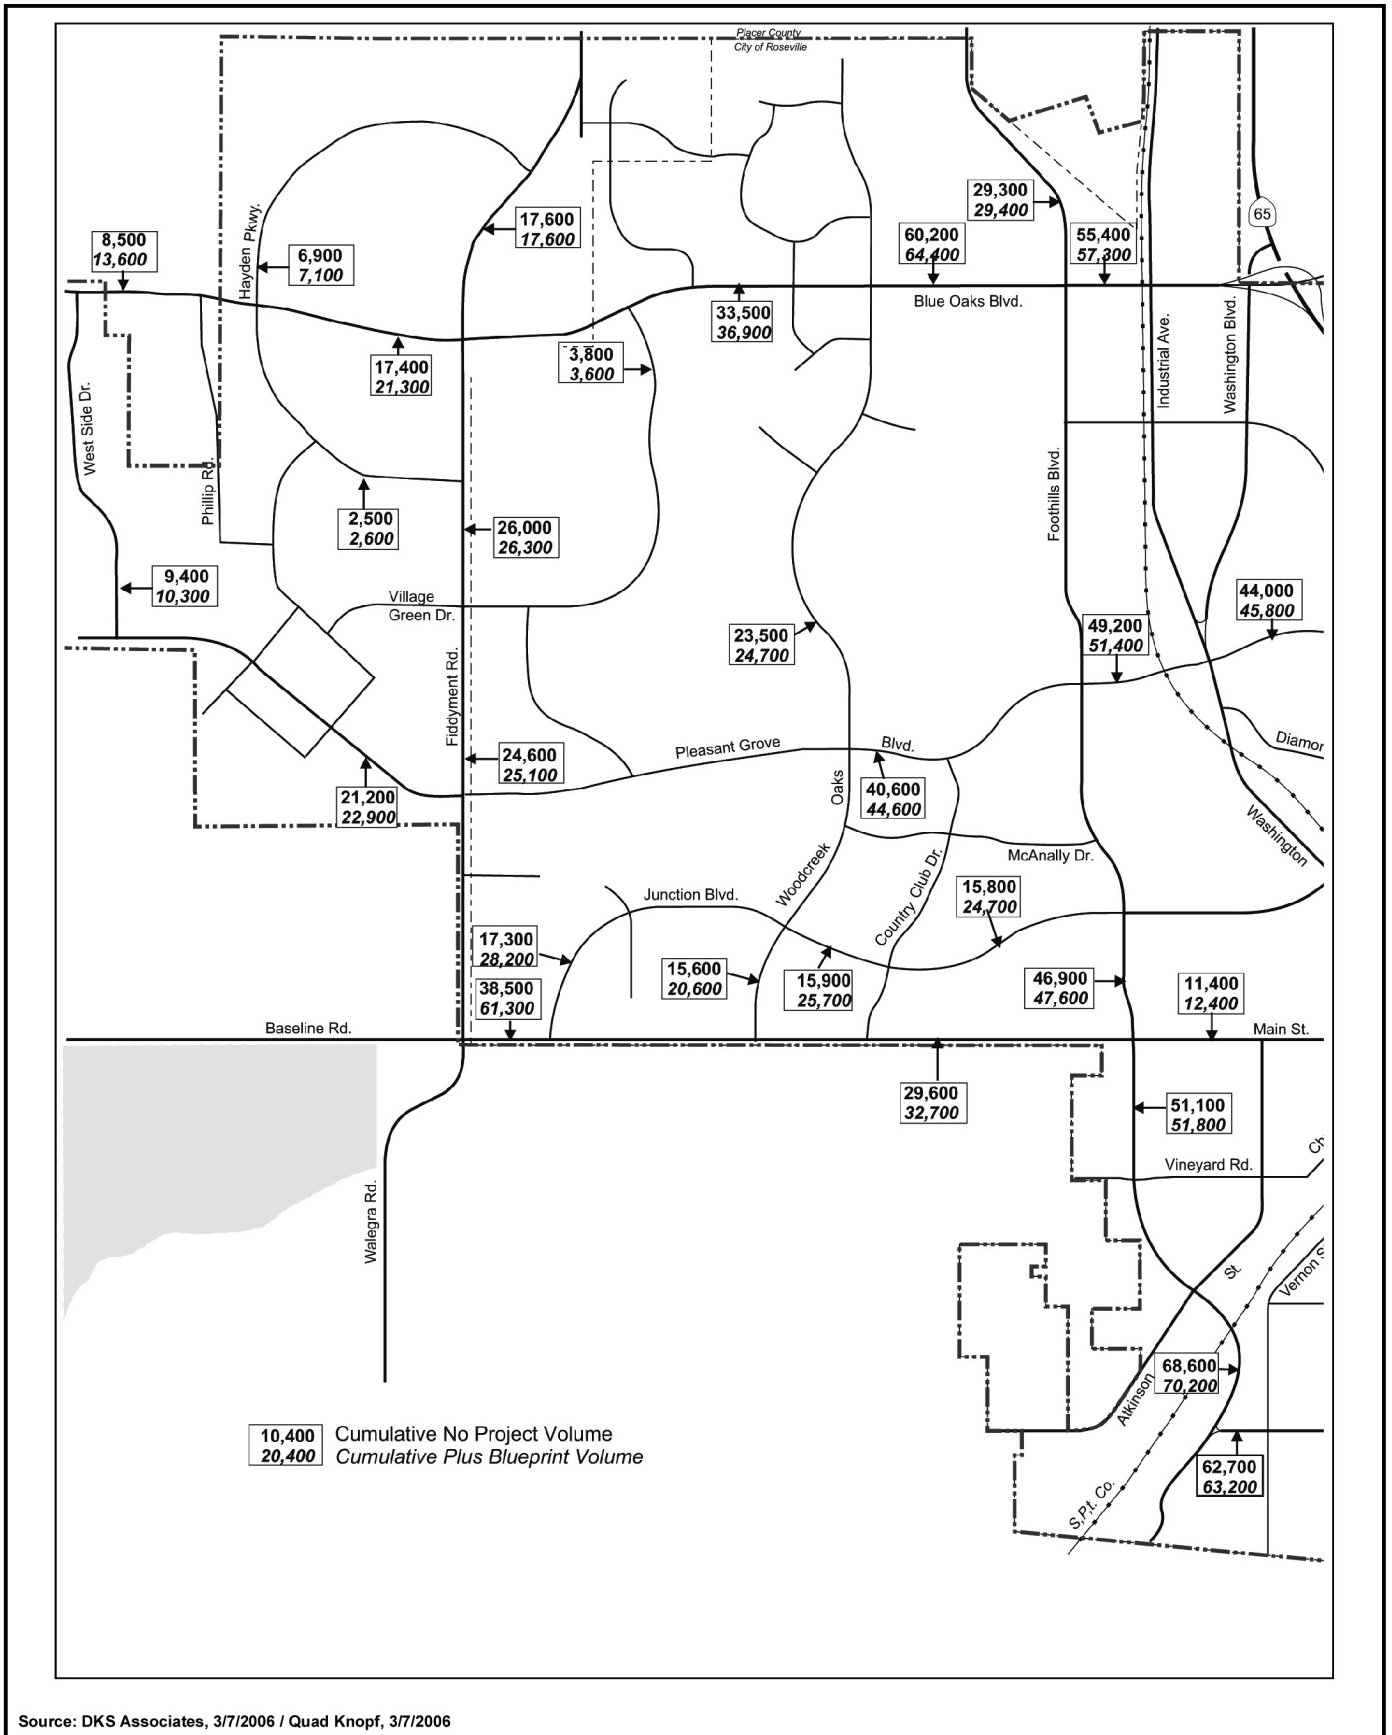 Placer County
City of Roseville
29,300
29,400
65
17,600
17,600
60,200
64,400
55,400
57,300
8,500
13,600
Hayden Pkwy.
6,900
7,100
Blue Oaks Blvd.
33,500
36,900
Industrial Ave.
Washington Blvd.
3,800
3,600
17,400
21,300
West Side Dr.
Phillip Rd.
Foothills Blvd.
2,500
2,600
26,000
26,300
9,400
10,300
Village
Green Dr.
44,000
45,800
49,200
51,400
23,500
24,700
Fiddyment Rd.
Pleasant Grove
Blvd.
Diamor
24,600
25,100
21,200
22,900
Oaks
40,600
44,600
Washington
McAnally Dr.
Woodcreek
Country Club Dr.
Junction Blvd.
15,800
24,700
17,300
28,200
15,600
20,600
15,900
25,700
46,900
47,600
11,400
12,400
38,500
61,300
Baseline Rd.
Main St.
29,600
32,700
51,100
51,800
Ch
Vineyard Rd.
Walegra Rd.
St.
Vernon S
68,600
70,200
Atkinson
10,400 Cumulative No Project Volume
20,400 Cumulative Plus Blueprint Volume
62,700
63,200
S,P,t. Co.
Source: DKS Associates, 3/7/2006 / Quad Knopf, 3/7/2006